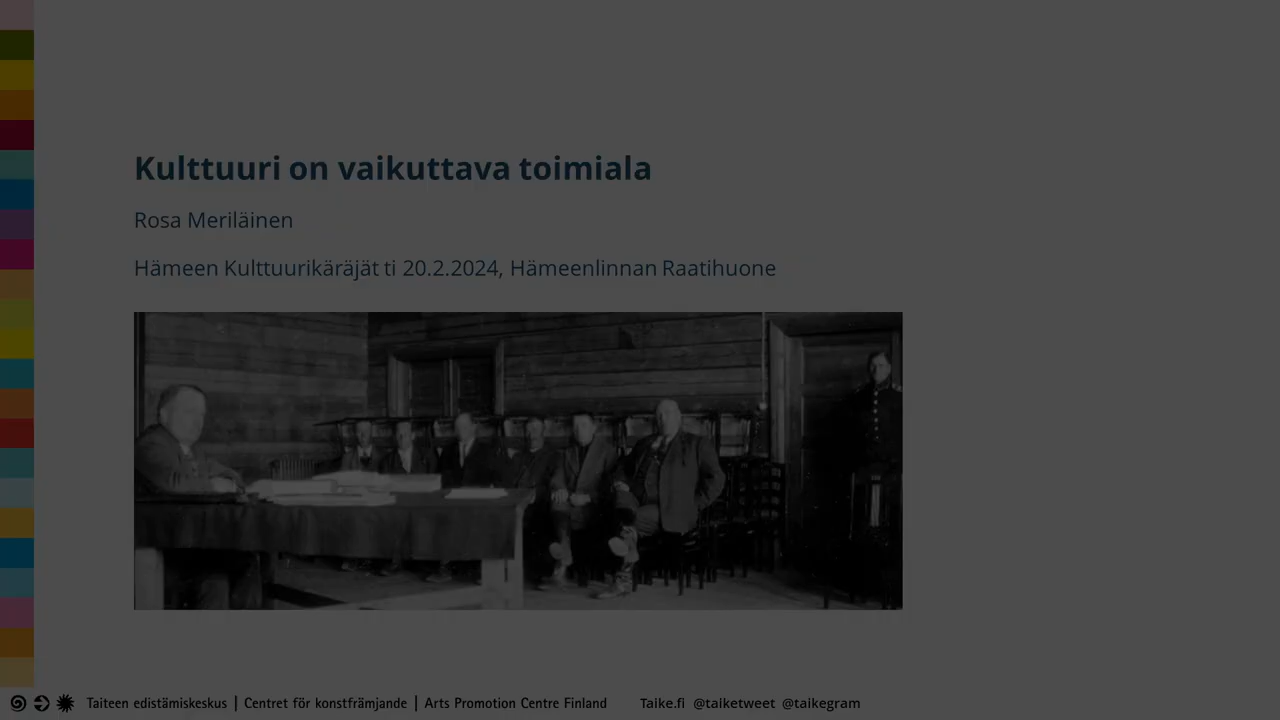 Kulttuuri on vaikuttava toimiala
Rosa Meriläinen
Hämeen Kulttuurikäräjät ti 20.2.2024, Hämeenlinnan Raatihuone
Taiteen edistämiskeskus | Centret för konstfrämjande | Arts Promotion Centre Finland Taike.fi @taiketweet @taikegram